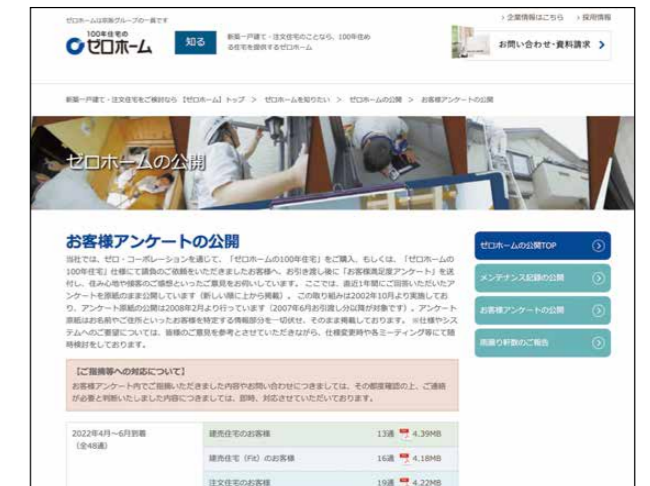 ゼロホームは京阪グループの一員です
> 企業情報はこちら > 採用情報
100年住宅の
ゼロホーム
知る
新築一戸建て・注文住宅のことなら、100年住め
る住宅を提供するゼロホーム
お問い合わせ・資料請求 >
新築一戸建て・注文住宅をご検討なら 【ゼロホーム】トップ > ゼロホームを知りたい > ゼロホームの公開 > お客様アンケートの公開
ゼロホームの公開
お客様アンケートの公開
当社では、ゼロ・コーポレーションを通じて、「ゼロホームの100年住宅」をご購入、もしくは、「ゼロホームの
100年住宅」仕様にて請負のご依頼をいただきましたお客様へ、お引き渡し後に「お客様満足度アンケート」を送
付し、住み心地や接客のご感想といったご意見をお伺いしています。 ここでは、直近1年間にご回答いただいたア
ンケートを原紙のまま公開しています（新しい順に上から掲載）。 この取り組みは2002年10月より実施してお
り、アンケート原紙の公開は2008年2月より行っています（2007年6月お引渡し分以降が対象です）。アンケート
原紙はお名前やご住所といったお客様を特定する情報部分を一切伏せ、そのまま掲載しております。 ※仕様やシス
テムへのご要望については、皆様のご意見を参考とさせていただきながら、仕様変更時や各ミーティング等にて随
時検討をしております。
ゼロホームの公開TOP
メンテナンス記録の公開
お客様アンケートの公開
雨漏り軒数のご報告
【ご指摘等への対応について】
お客様アンケート内でご指摘いただきました内容やお問い合わせにつきましては、その都度確認の上、ご連絡
が必要と判断いたしました内容につきましては、即時、対応させていただいております。
2022年4月～6月到着
（全48通）
建売住宅のお客様 13通 4.39MB
建売住宅（Fit）のお客様 16通 4.18MB
注文住宅のお客様 19通 4.22MB